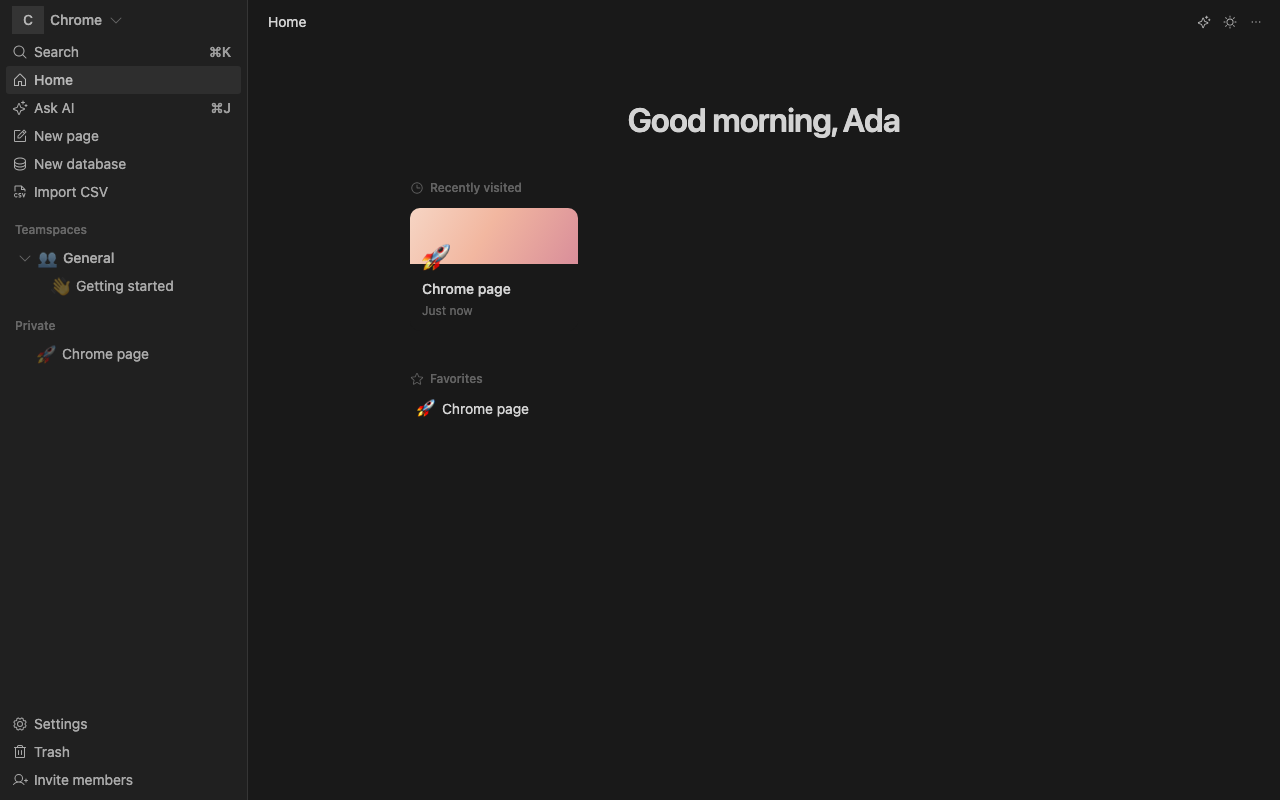 C Chrome
Search ⌘K
Home
Ask AI ⌘J
New page
New database
Import CSV
Teamspaces
General
Getting started
Private
Chrome page
Settings
Trash
Invite members
Home
Good morning, Ada
Recently visited
Chrome page
Just now
Favorites
Chrome page